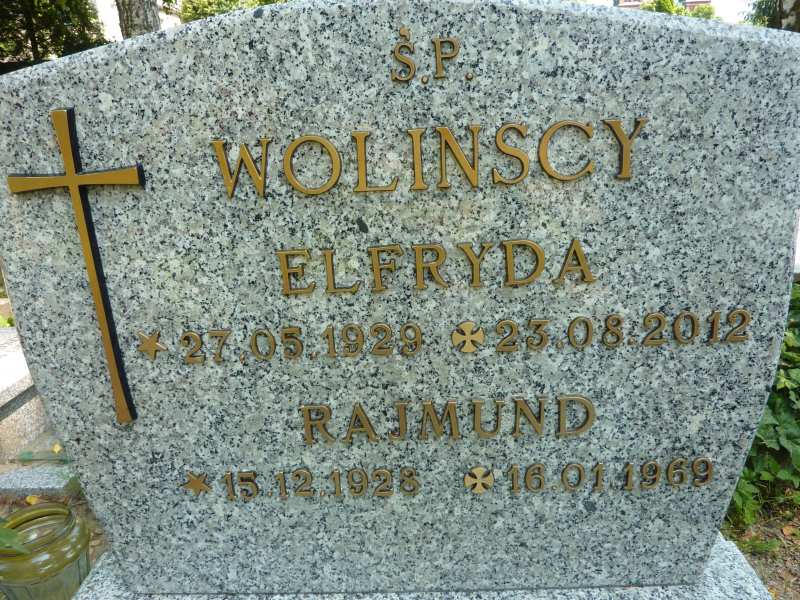 Ś.P.
WOLINSCY
ELFRYDA
27.05.1929 23.08.2012
RAJMUND
15.12.1928 16.01.1969